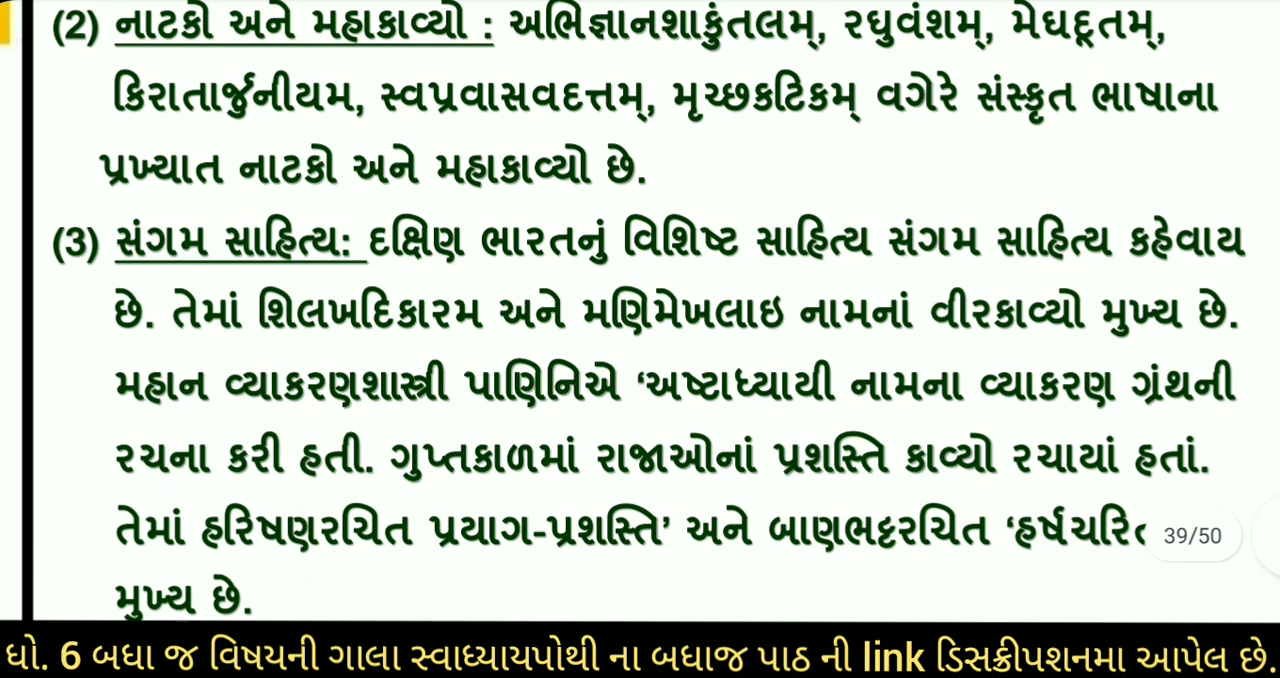 (2) નાટકો અને મહાકાવ્યો : અભિજ્ઞાનશાકુંતલમ્, રઘુવંશમ્, મેઘદૂતમ્,
કિરાતાર્જુનીયમ, સ્વપ્રવાસવદત્તમ્, મૃચ્છકટિકમ્ વગેરે સંસ્કૃત ભાષાના
પ્રખ્યાત નાટકો અને મહાકાવ્યો છે.
(3) સંગમ સાહિત્ય: દક્ષિણ ભારતનું વિશિષ્ટ સાહિત્ય સંગમ સાહિત્ય કહેવાય
છે. તેમાં શિલખદિકારમ અને મણિમેખલાઇ નામનાં વીરકાવ્યો મુખ્ય છે.
મહાન વ્યાકરણશાસ્ત્રી પાણિનિએ ‘અષ્ટાધ્યાયી નામના વ્યાકરણ ગ્રંથની
રચના કરી હતી. ગુપ્તકાળમાં રાજાઓનાં પ્રશસ્તિ કાવ્યો રચાયાં હતાં.
તેમાં હરિષણરચિત પ્રયાગ-પ્રશસ્તિ’ અને બાણભટ્ટરચિત 39/50
મુખ્ય છે.
ધો. 6 બધા જ વિષયની ગાલા સ્વાધ્યાયપોથી ના બધાજ પાઠ ની link ડિસક્રીપશનમા આપેલ છે.